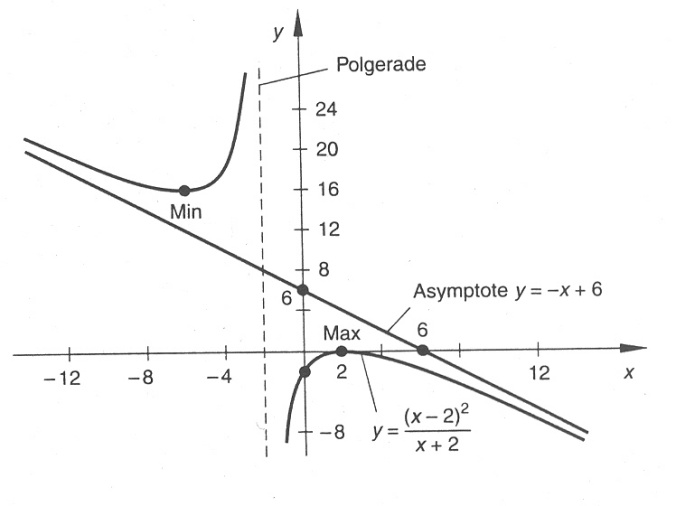 y
Polgerade
24
20
16
Min
12
8
6
Asymptote y = −x + 6
Max
6
−12
−8
−4
2
12
x
−8
y = (x − 2)²
x + 2